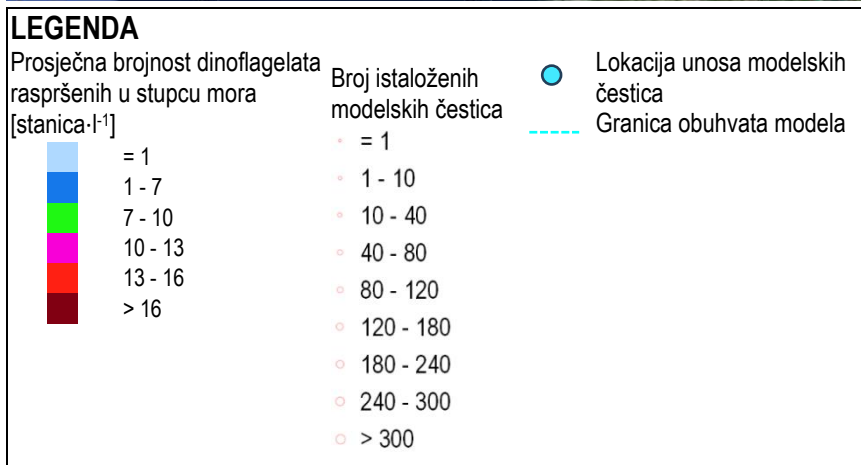 LEGENDA
Prosječna brojnost dinoflagelata
raspršenih u stupcu mora
[stanica·l⁻¹]
= 1
1 - 7
7 - 10
10 - 13
13 - 16
> 16
Broj istaloženih
modelskih čestica
= 1
1 - 10
10 - 40
40 - 80
80 - 120
120 - 180
180 - 240
240 - 300
> 300
Lokacija unosa modelskih
čestica
Granica obuhvata modela